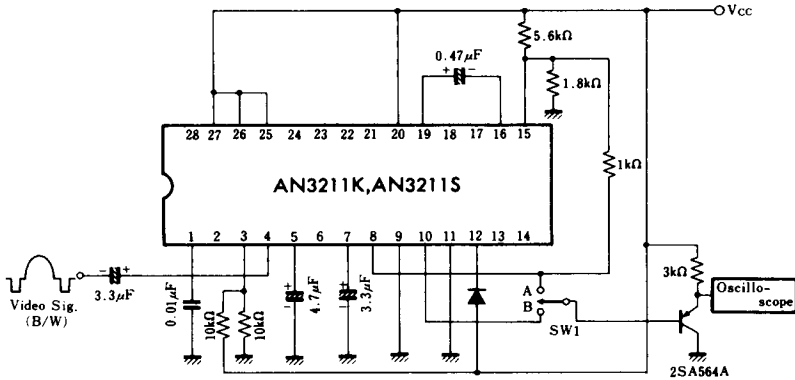 VCC
5.6kΩ
0.47μF
+ −
1.8kΩ
28 27 26 25 24 23 22 21 20 19 18 17 16 15
1kΩ
AN3211K,AN3211S
1 2 3 4 5 6 7 8 9 10 11 12 13 14
− +
3.3μF
Video Sig.
(B/W)
0.01μF
10kΩ
10kΩ
+
−
4.7μF
+
−
3.3μF
A
B
SW1
3kΩ
Oscillo-
scope
2SA564A